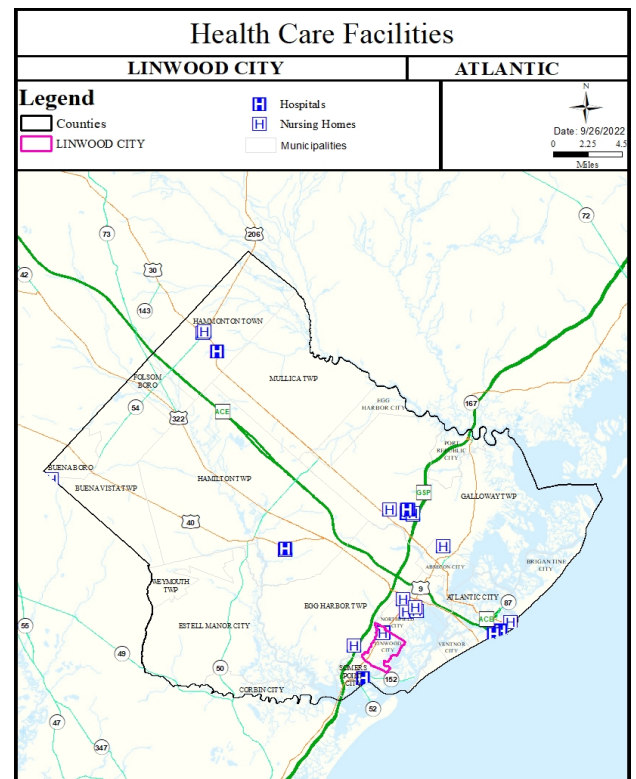 Health Care Facilities
LINWOOD CITY
ATLANTIC
Legend
Counties
LINWOOD CITY
H Hospitals
H Nursing Homes
Municipalities
N
Date: 9/26/2022
0 2.25 4.5
Miles
72
206
73
30
42
143
HAMMONTON TOWN
H
H
MULLICA TWP
FOLSOM
BORO
EGG
HARBOR CITY
167
54
ACE
322
PORT
REPUBLIC
CITY
BUENA BORO
H
HAMILTON TWP
BUENA VISTA TWP
GSP
GALLOWAY TWP
40
H
H
H
H
H
ABSECON CITY
BRIGANTINE
CITY
WEYMOUTH
TWP
9
ATLANTIC CITY
87
EGG HARBOR TWP
H
H
H
ESTELL MANOR CITY
NORTHFIELD
CITY
ACB
H
H
H
55
H
H
LINWOOD
CITY
VENTNOR
CITY
49
50
SOMERS
POINT
CITY
H
152
CORBIN CITY
52
47
347